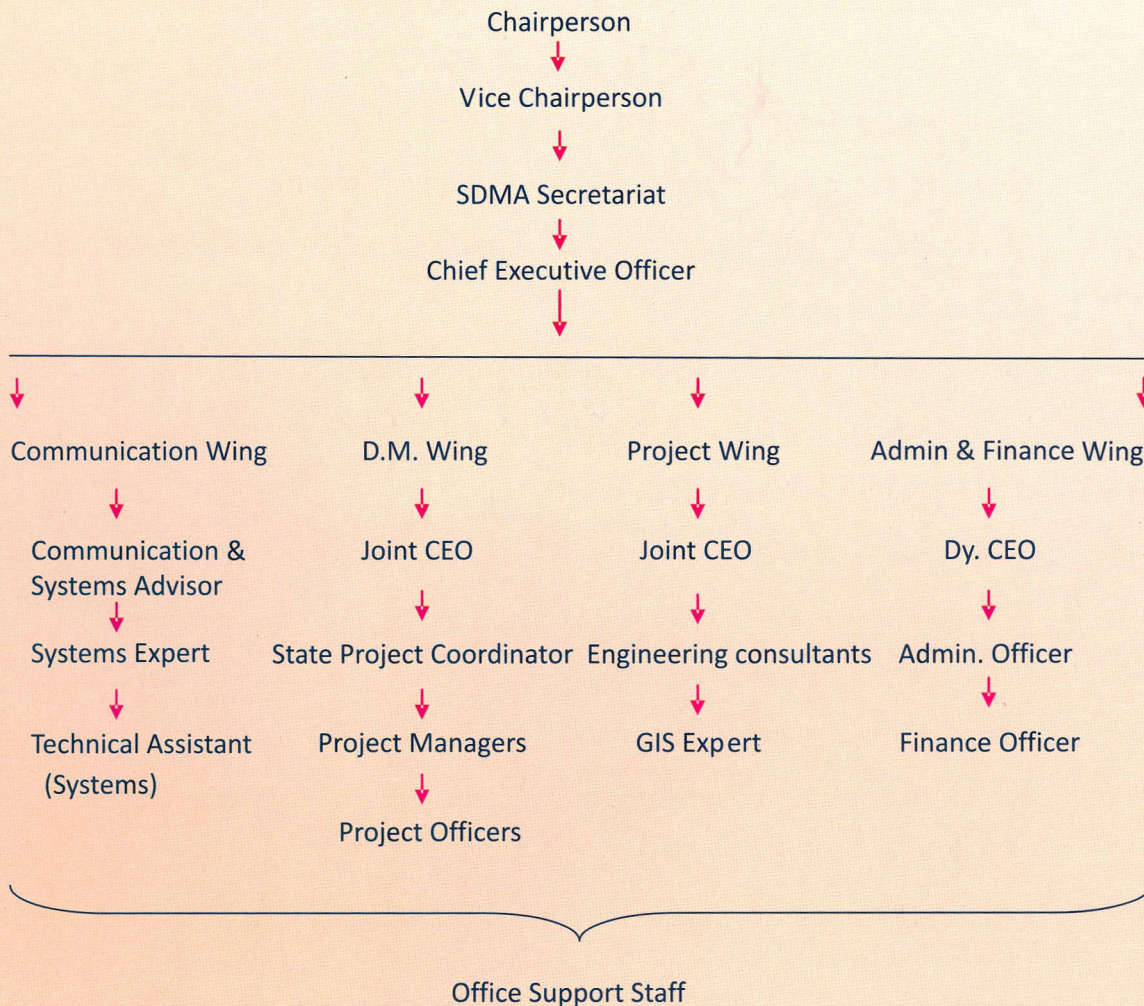 Chairperson
Vice Chairperson
SDMA Secretariat
Chief Executive Officer
Communication Wing
D.M. Wing
Project Wing
Admin & Finance Wing
Communication &
Systems Advisor
Joint CEO
Joint CEO
Dy. CEO
Systems Expert
State Project Coordinator
Engineering consultants
Admin. Officer
Technical Assistant
(Systems)
Project Managers
GIS Expert
Finance Officer
Project Officers
Office Support Staff